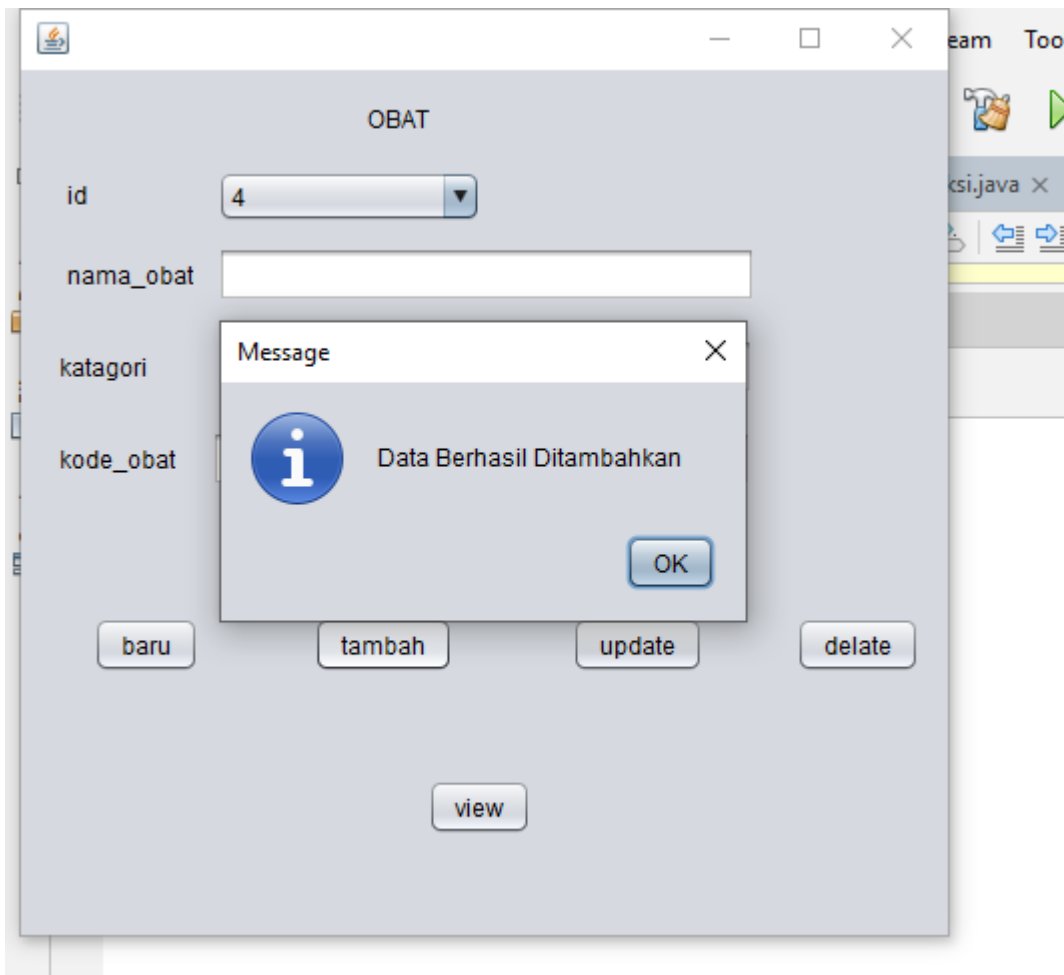 eam Too
OBAT
ksi.java
id 4
nama_obat
Message
katagori
kode_obat
Data Berhasil Ditambahkan
OK
baru tambah update delate
view